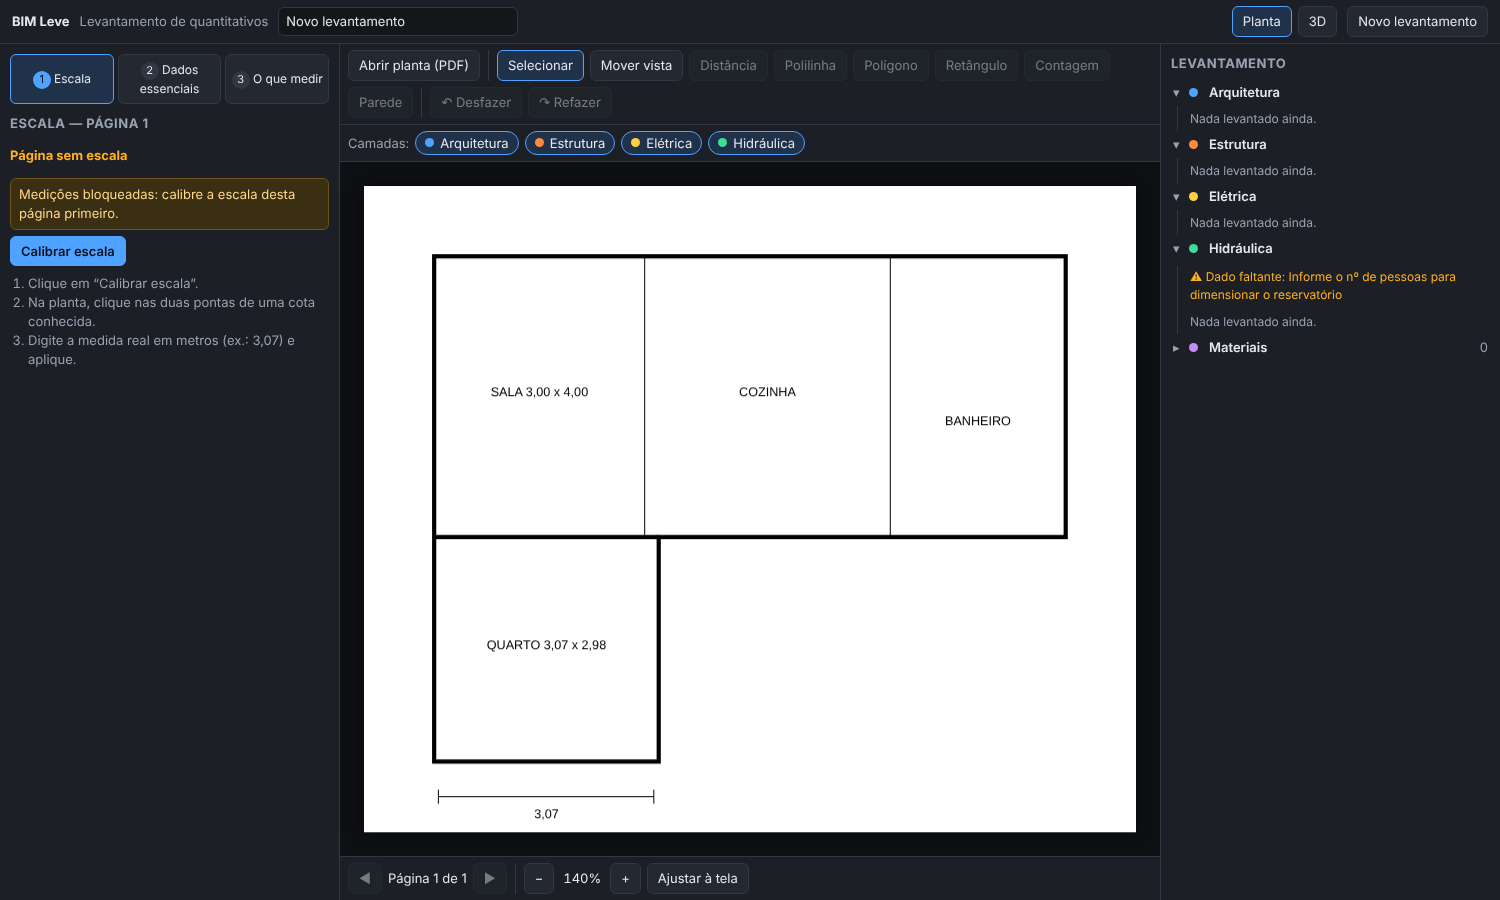 BIM Leve Levantamento de quantitativos Novo levantamento
Planta 3D Novo levantamento
1 Escala
2 Dados essenciais
3 O que medir
ESCALA — PÁGINA 1
Página sem escala
Medições bloqueadas: calibre a escala desta
página primeiro.
Calibrar escala
1. Clique em “Calibrar escala”.
2. Na planta, clique nas duas pontas de uma cota
conhecida.
3. Digite a medida real em metros (ex.: 3,07) e
aplique.
Abrir planta (PDF) Selecionar Mover vista Distância Polilinha Polígono Retângulo Contagem
Parede ↶ Desfazer ↷ Refazer
Camadas: Arquitetura Estrutura Elétrica Hidráulica
SALA 3,00 x 4,00
COZINHA
BANHEIRO
QUARTO 3,07 x 2,98
3,07
◀ Página 1 de 1 ▶ − 140% + Ajustar à tela
LEVANTAMENTO
▾ Arquitetura
Nada levantado ainda.
▾ Estrutura
Nada levantado ainda.
▾ Elétrica
Nada levantado ainda.
▾ Hidráulica
⚠ Dado faltante: Informe o nº de pessoas para
dimensionar o reservatório
Nada levantado ainda.
▸ Materiais 0